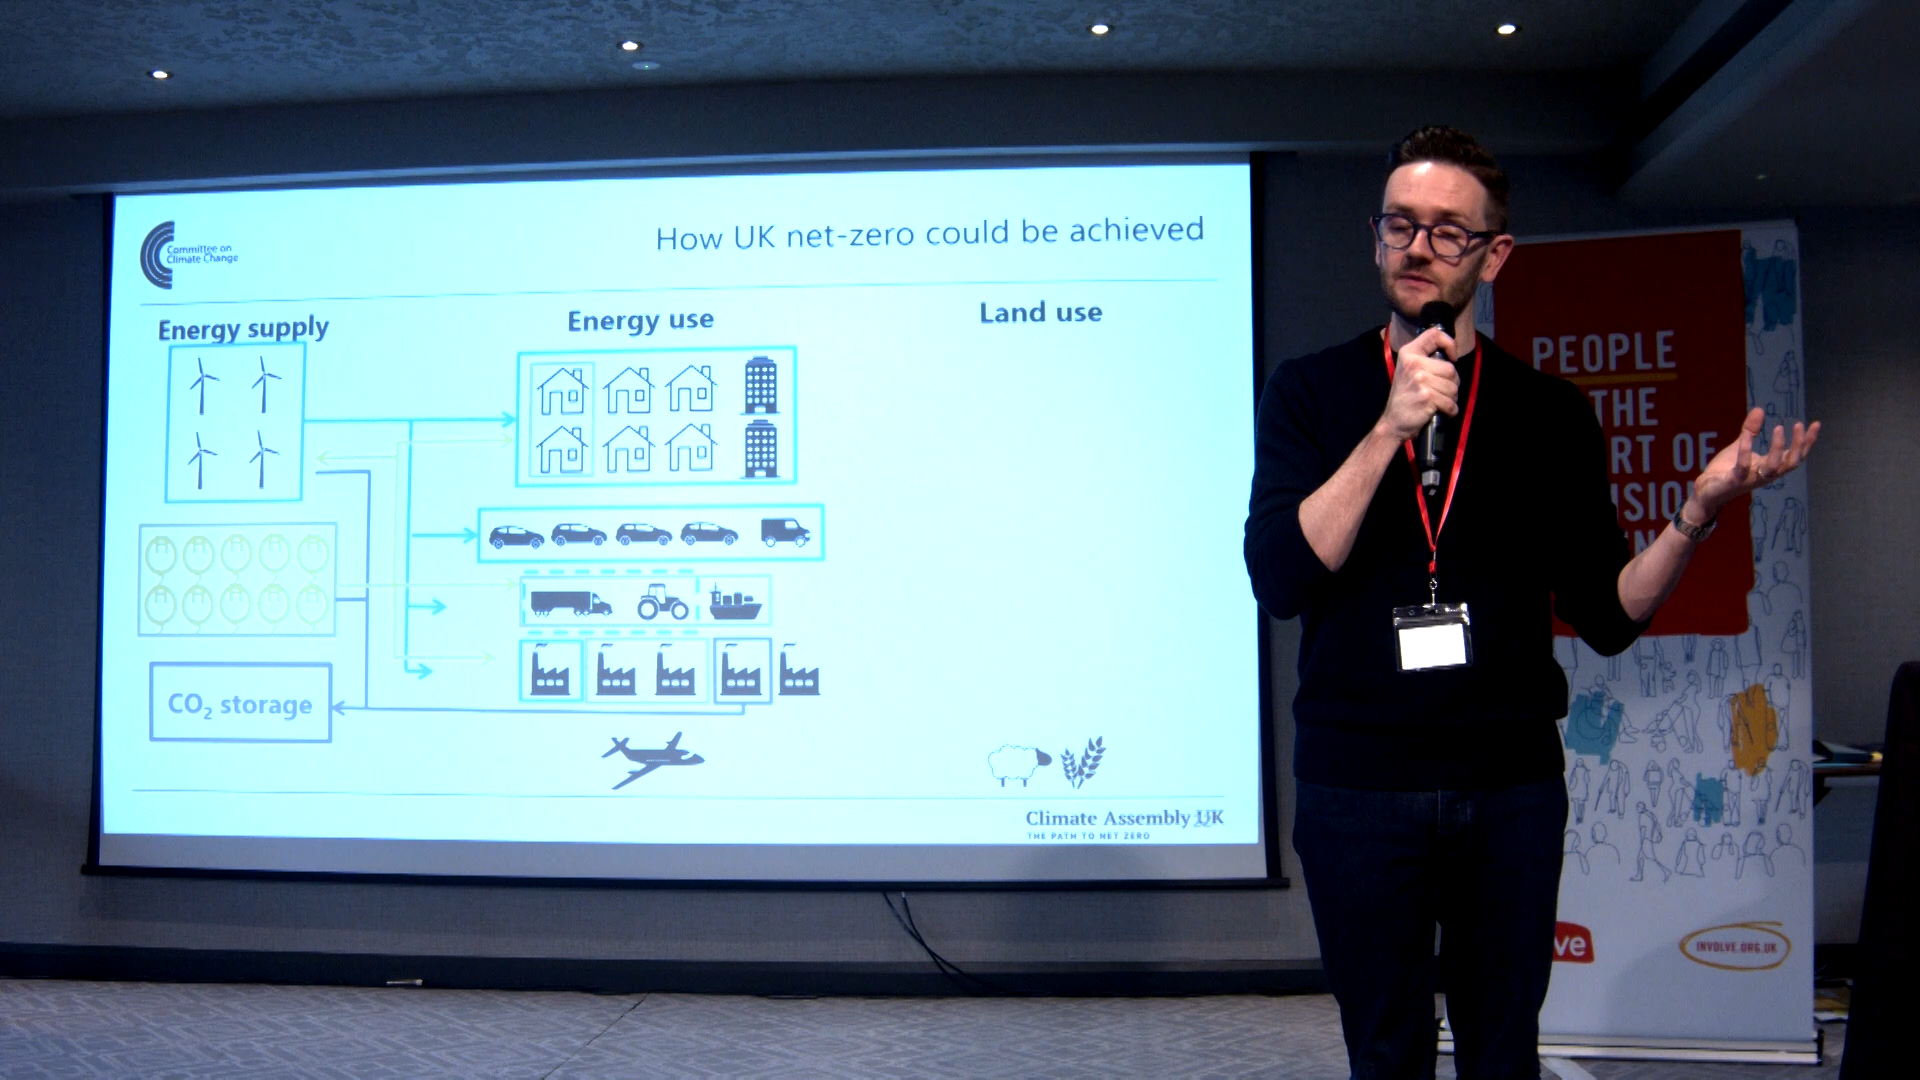 Committee on
Climate Change
How UK net-zero could be achieved
Energy supply
Energy use
Land use
CO₂ storage
Climate Assembly UK
THE PATH TO NET ZERO
PEOPLE
THE
OF
INVOLVE.ORG.UK